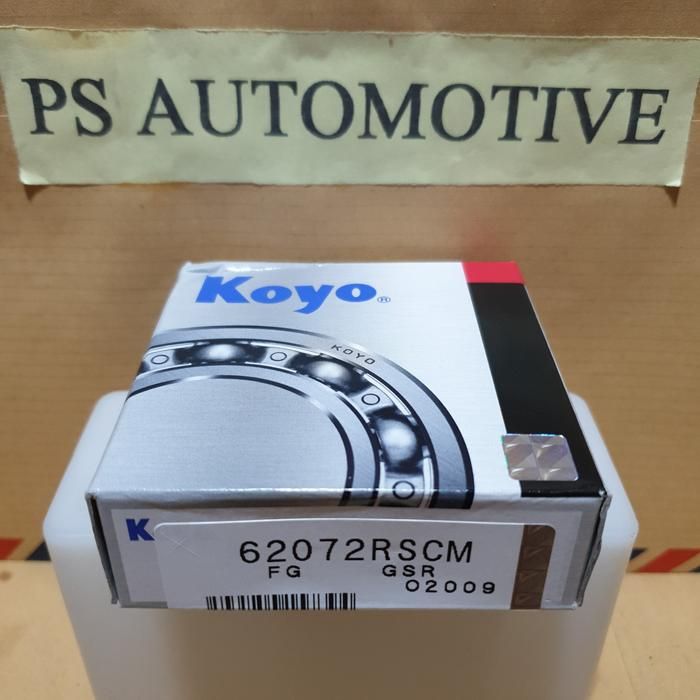 PS AUTOMOTIVE
Koyo®
KOYO
K
62072RSCM
FG GSR
02009